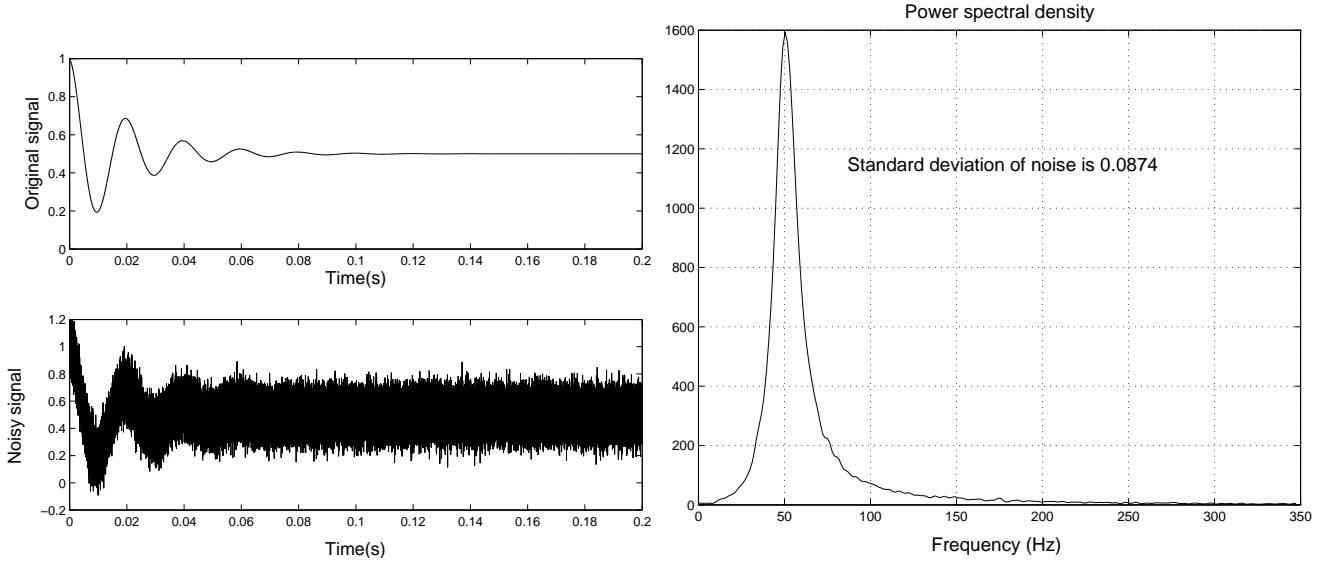 Original signal
1
0.8
0.6
0.4
0.2
0
0 0.02 0.04 0.06 0.08 0.1 0.12 0.14 0.16 0.18 0.2
Time(s)
Noisy signal
1.2
1
0.8
0.6
0.4
0.2
0
−0.2
0 0.02 0.04 0.06 0.08 0.1 0.12 0.14 0.16 0.18 0.2
Time(s)
Power spectral density
1600
1400
1200
1000
800
600
400
200
0
Standard deviation of noise is 0.0874
0 50 100 150 200 250 300 350
Frequency (Hz)